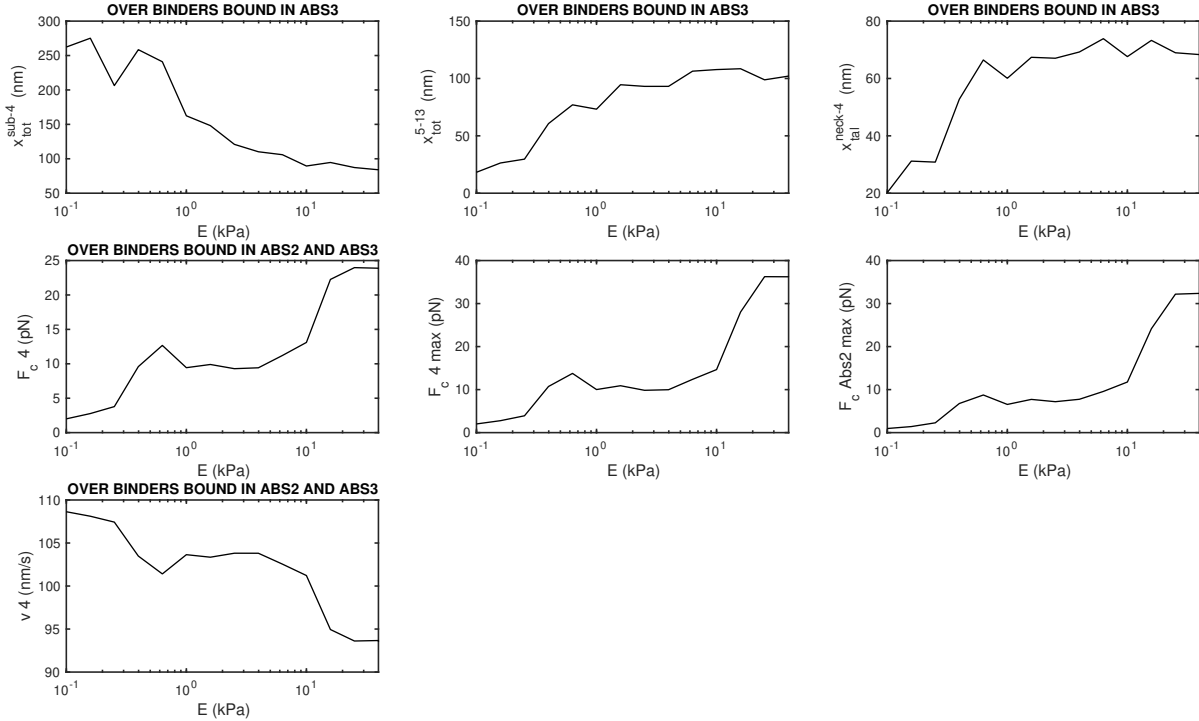 OVER BINDERS BOUND IN ABS3
300
250
200
150
100
50
x_tot^sub-4 (nm)
10^-1 10^0 10^1
E (kPa)
OVER BINDERS BOUND IN ABS3
150
100
50
0
x_tot^5-13 (nm)
10^-1 10^0 10^1
E (kPa)
OVER BINDERS BOUND IN ABS3
80
60
40
20
x_tal^neck-4 (nm)
10^-1 10^0 10^1
E (kPa)
OVER BINDERS BOUND IN ABS2 AND ABS3
25
20
15
10
5
0
F_c 4 (pN)
10^-1 10^0 10^1
E (kPa)
40
30
20
10
0
F_c 4 max (pN)
10^-1 10^0 10^1
E (kPa)
40
30
20
10
0
F_c Abs2 max (pN)
10^-1 10^0 10^1
E (kPa)
OVER BINDERS BOUND IN ABS2 AND ABS3
110
105
100
95
90
v 4 (nm/s)
10^-1 10^0 10^1
E (kPa)